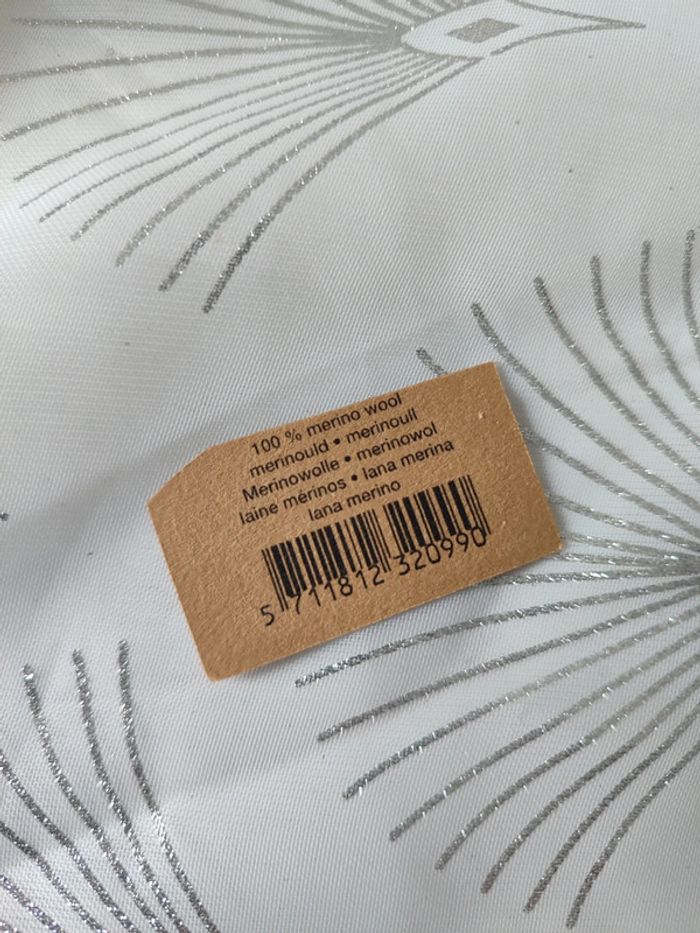 100 % merino wool
merinould • merinoull
Merinowolle • merinowol
laine mérinos • lana merina
lana merino
5 711812 320990